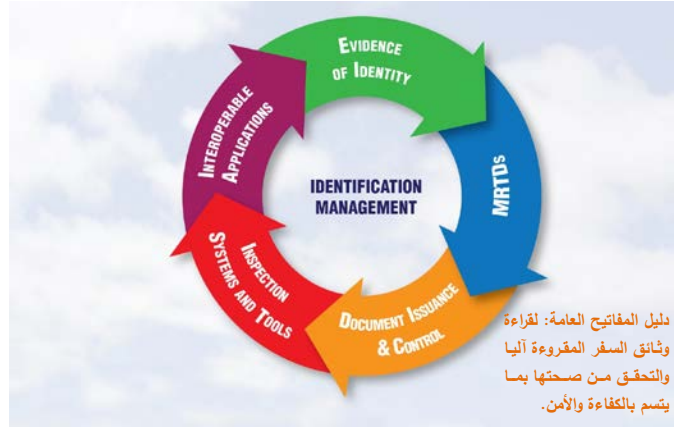 EVIDENCE
OF IDENTITY
MRTDS
DOCUMENT ISSUANCE
& CONTROL
INSPECTION
SYSTEMS AND TOOLS
INTEROPERABLE
APPLICATIONS
IDENTIFICATION
MANAGEMENT
دليل المفاتيح العامة: لقراءة
وثائق السفر المقروءة آليا
والتحقق من صحتها بما
يتسم بالكفاءة والأمن.